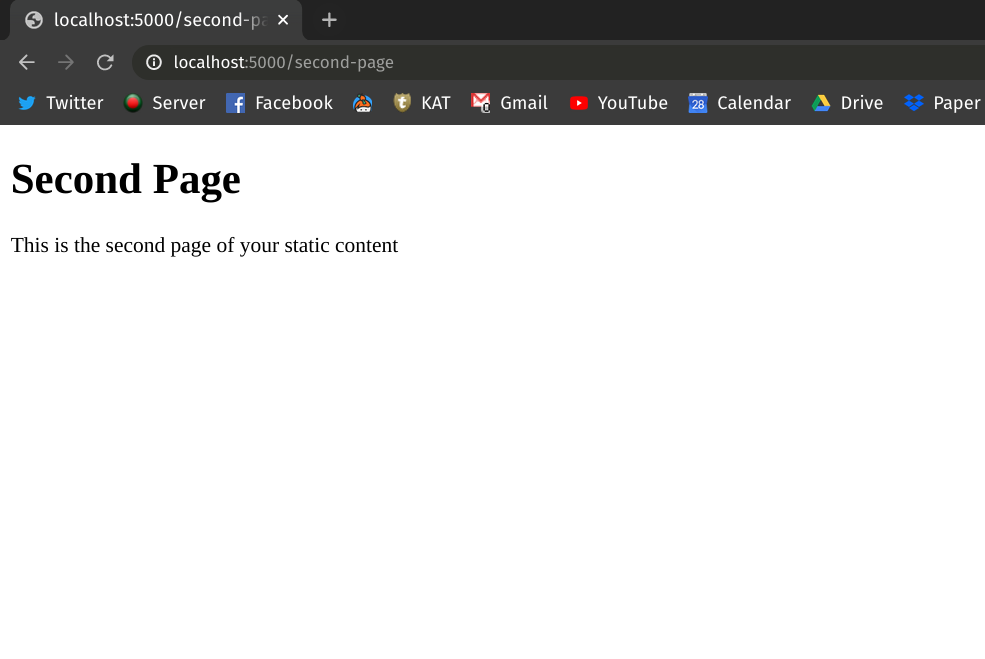 localhost:5000/second-pa
localhost:5000/second-page
Twitter Server Facebook KAT Gmail YouTube Calendar Drive Paper
28
Second Page
This is the second page of your static content